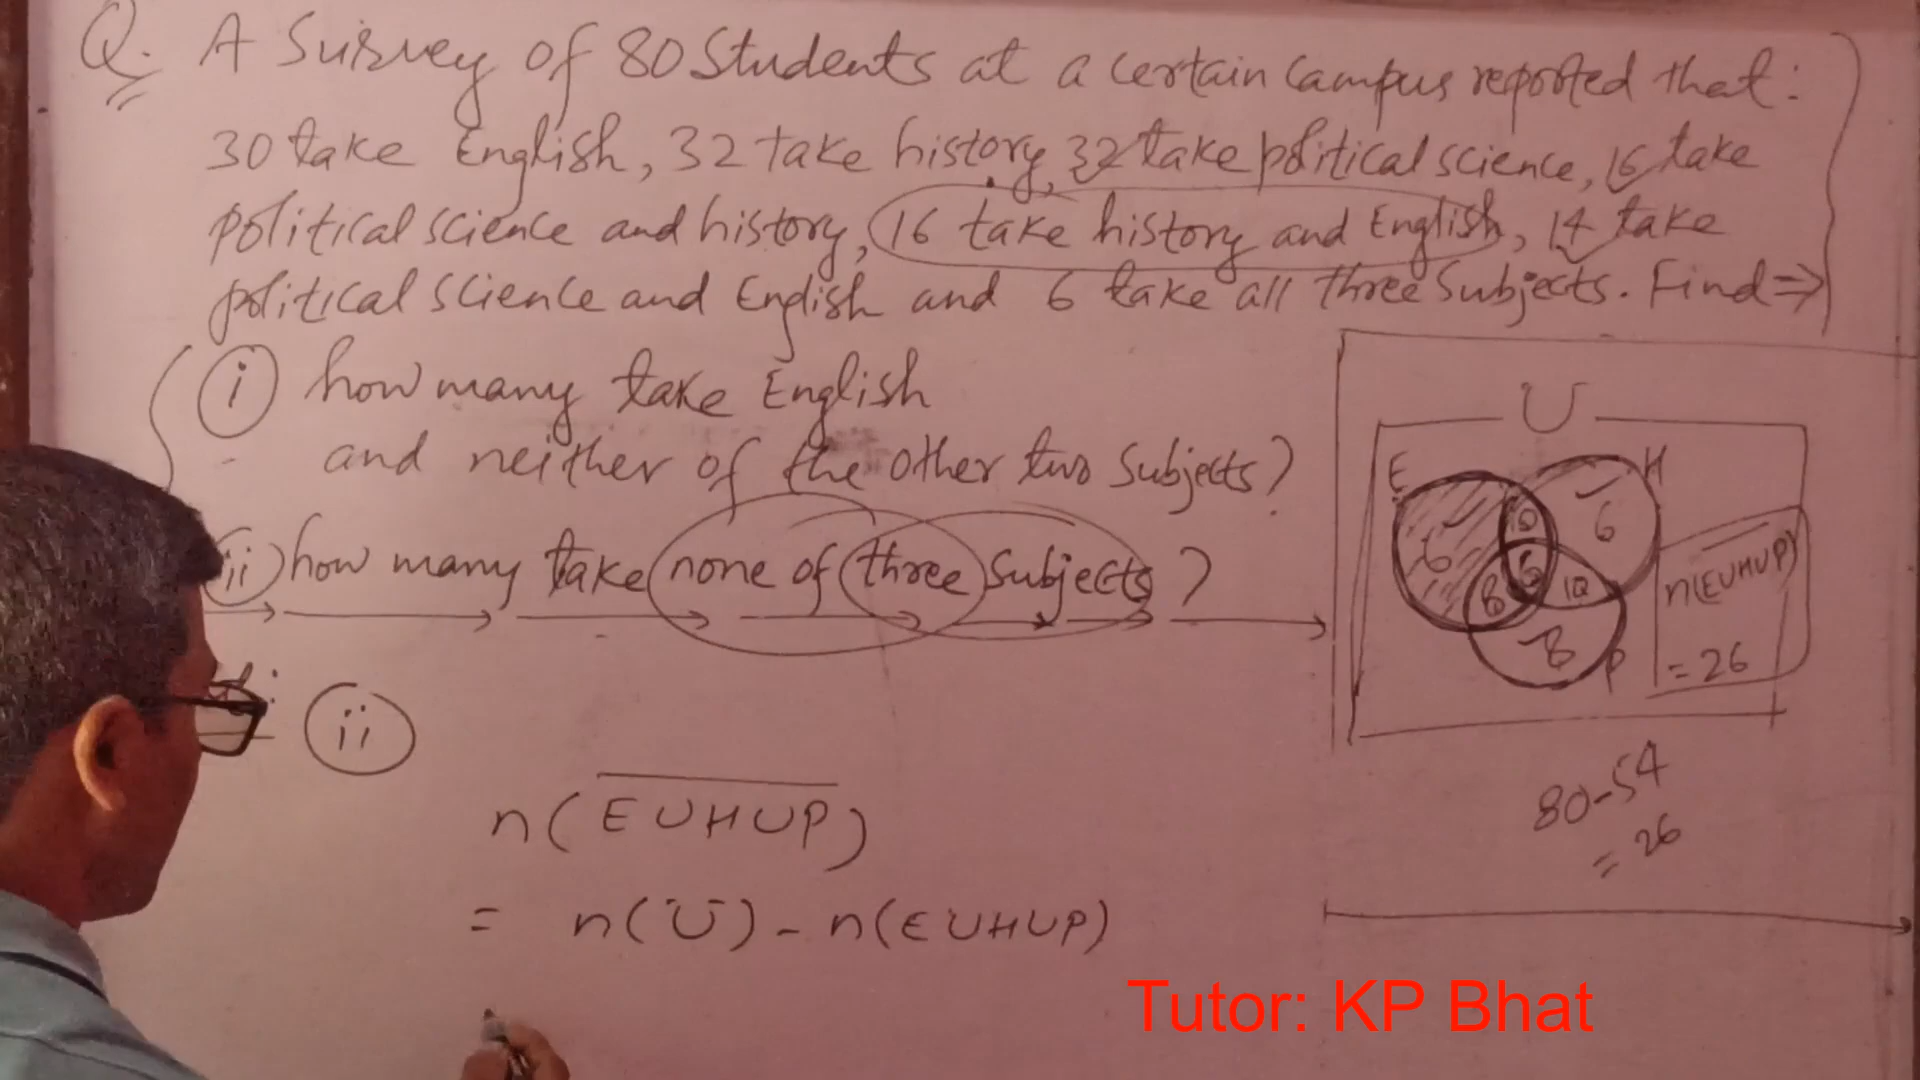 Q. A Survey of 80 Students at a certain campus reported that:
30 take English, 32 take history, 32 take political science, 16 take
political science and history, 16 take history and English, 14 take
political science and English and 6 take all three Subjects. Find ⇒
(i) how many take English
and neither of the other two subjects?
(ii) how many take none of three subjects?
(ii)
n(E∪H∪P)
= n(U) - n(E∪H∪P)
U
E
H
6
10
6
8
6
10
8
P
n(E∪H∪P)
= 26
80-54
= 26
Tutor: KP Bhat